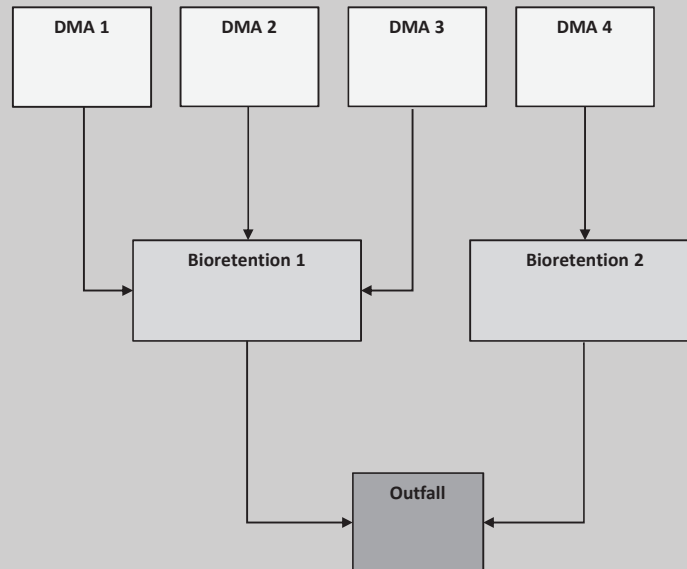 DMA 1
DMA 2
DMA 3
DMA 4
Bioretention 1
Bioretention 2
Outfall